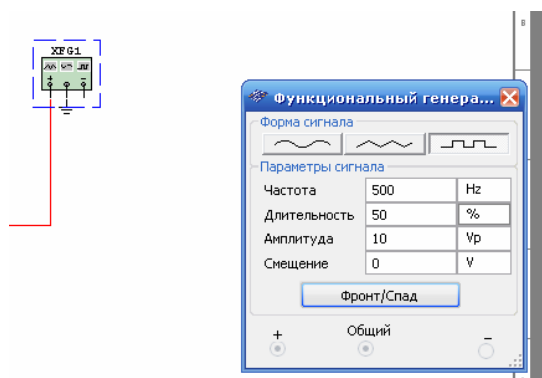 XFG1
B
Функциональный генера...
Форма сигнала
Параметры сигнала
Частота 500 Hz
Длительность 50 %
Амплитуда 10 Vp
Смещение 0 V
Фронт/Спад
+ Общий -